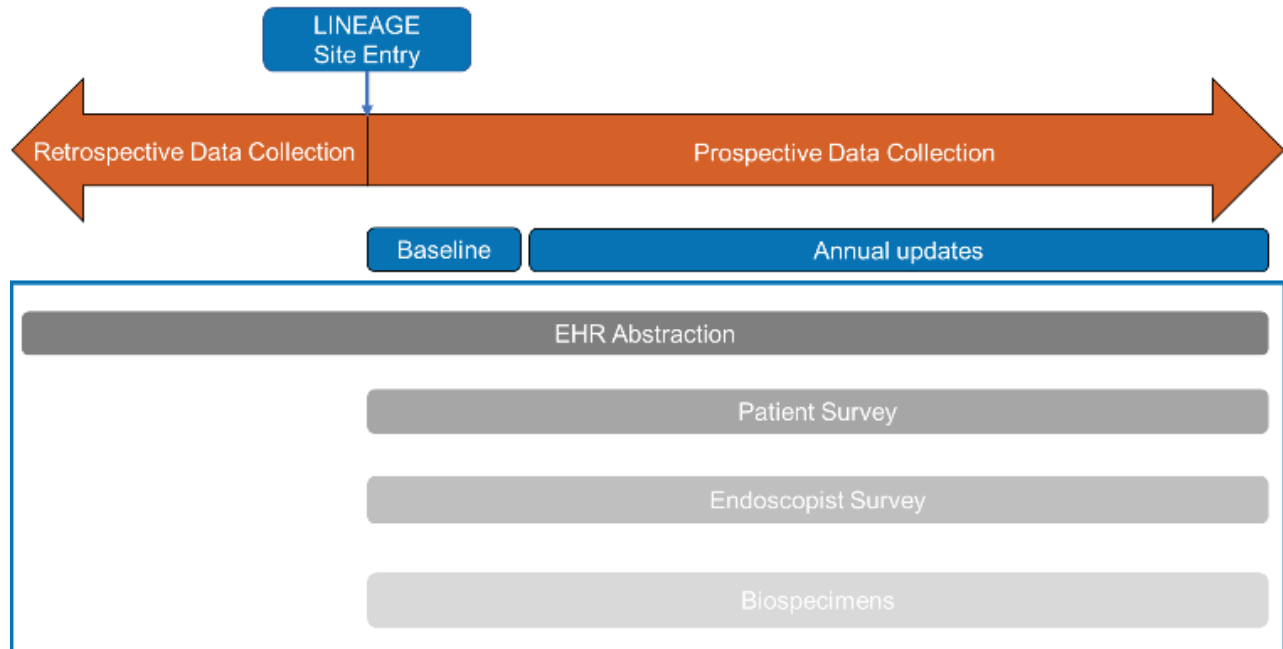 LINEAGE
Site Entry
Retrospective Data Collection
Prospective Data Collection
Baseline
Annual updates
EHR Abstraction
Patient Survey
Endoscopist Survey
Biospecimens